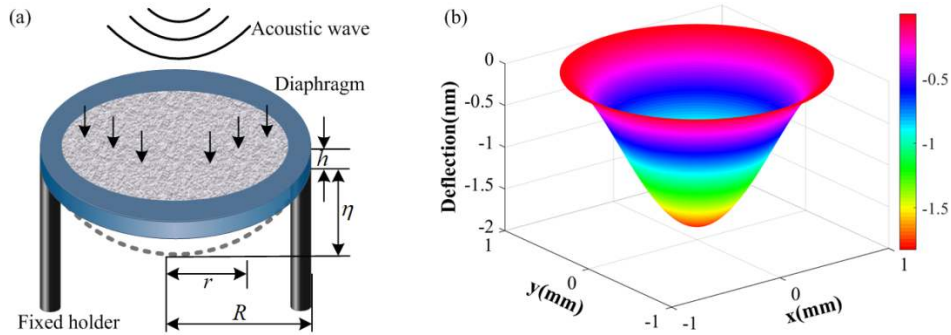 (a)
Acoustic wave
Diaphragm
h
η
r
R
Fixed holder
(b)
Deflection(nm)
0
-0.5
-1
-1.5
-2
1
0
-1
y(mm)
-1
0
1
x(mm)
-0.5
-1
-1.5